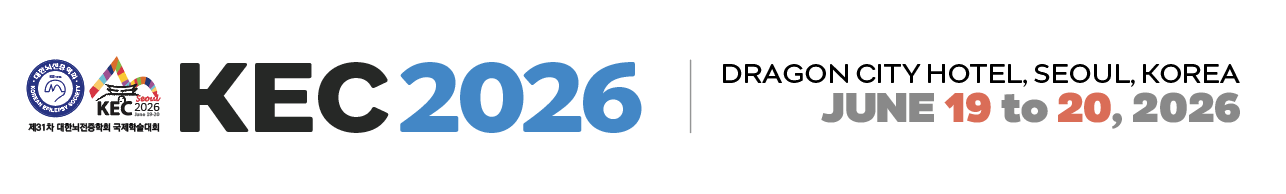 대한뇌전증학회
KOREAN EPILEPSY SOCIETY
KEC
Seoul
2026
June 19-20
제31차 대한뇌전증학회 국제학술대회
KEC 2026
DRAGON CITY HOTEL, SEOUL, KOREA
JUNE 19 to 20, 2026